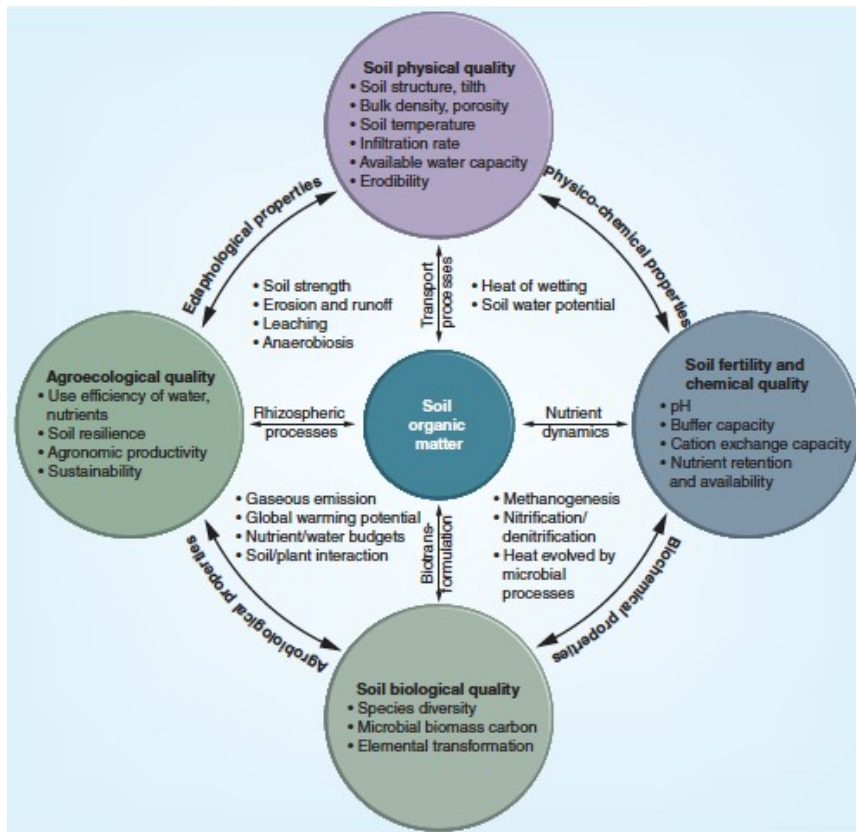 Soil physical quality
• Soil structure, tilth
• Bulk density, porosity
• Soil temperature
• Infiltration rate
• Available water capacity
• Erodibility
Edaphological properties
Physico-chemical properties
• Soil strength
• Erosion and runoff
• Leaching
• Anaerobiosis
Transport
processes
• Heat of wetting
• Soil water potential
Agroecological quality
• Use efficiency of water,
nutrients
• Soil resilience
• Agronomic productivity
• Sustainability
Rhizospheric
processes
Soil
organic
matter
Nutrient
dynamics
Soil fertility and
chemical quality
• pH
• Buffer capacity
• Cation exchange capacity
• Nutrient retention
and availability
• Gaseous emission
• Global warming potential
• Nutrient/water budgets
• Soil/plant interaction
Biotrans-
formulation
• Methanogenesis
• Nitrification/
denitrification
• Heat evolved by
microbial
processes
Agrobiological properties
Biochemical properties
Soil biological quality
• Species diversity
• Microbial biomass carbon
• Elemental transformation